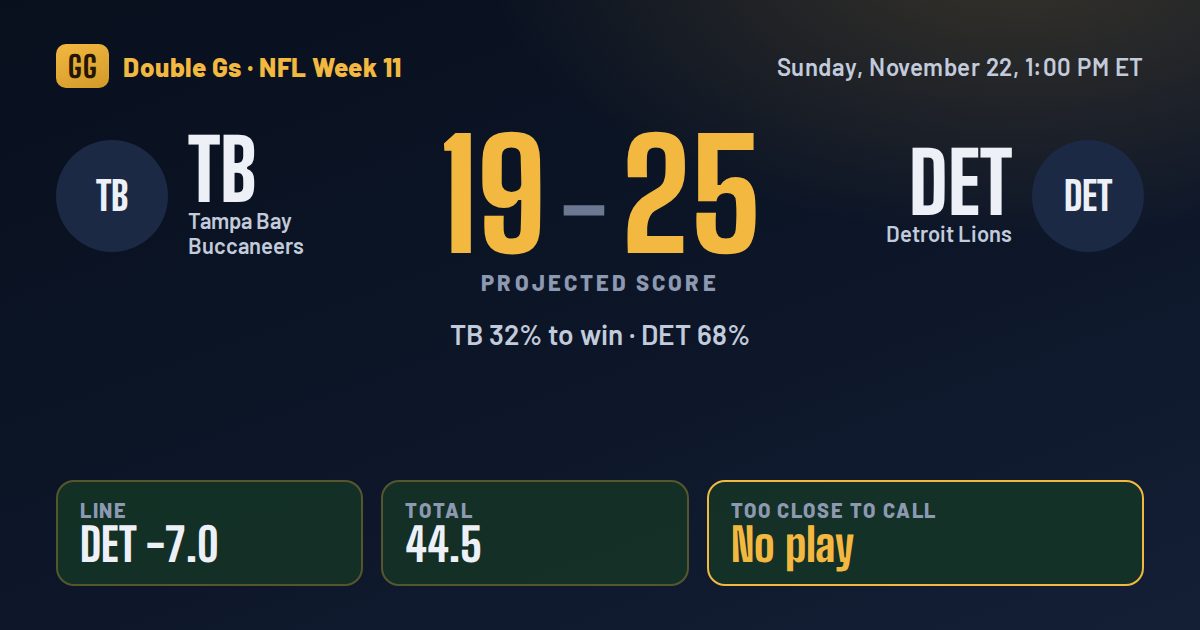 GG
Double Gs · NFL Week 11
Sunday, November 22, 1:00 PM ET
TB
TB
Tampa Bay
Buccaneers
19 – 25
PROJECTED SCORE
TB 32% to win · DET 68%
DET
Detroit Lions
DET
LINE
DET −7.0
TOTAL
44.5
TOO CLOSE TO CALL
No play